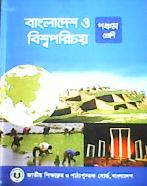 বাংলাদেশ ও
বিশ্বপরিচয়
পঞ্চম
শ্রেণি
জাতীয় শিক্ষাক্রম ও পাঠ্যপুস্তক বোর্ড, বাংলাদেশ